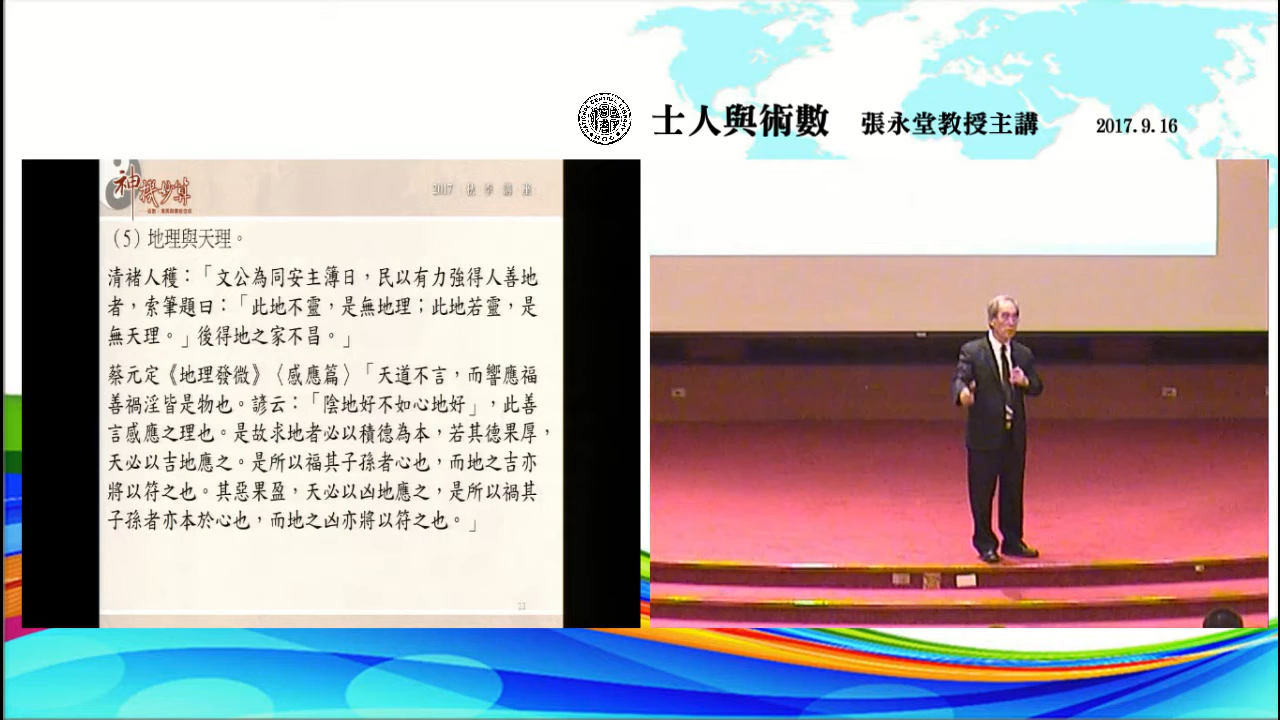 士人與術數 張永堂教授主講 2017.9.16
神機妙算
2017 秋季講座
(5)地理與天理。
清褚人穫：「文公為同安主簿日，民以有力強得人善地
者，索筆題曰：「此地不靈，是無地理；此地若靈，是
無天理。」後得地之家不昌。」
蔡元定《地理發微》〈感應篇〉「天道不言，而響應福
善禍淫皆是物也。諺云：「陰地好不如心地好」，此善
言感應之理也。是故求地者必以積德為本，若其德果厚，
天必以吉地應之。是所以福其子孫者心也，而地之吉亦
將以符之也。其惡果盈，天必以凶地應之，是所以禍其
子孫者亦本於心也，而地之凶亦將以符之也。」
23